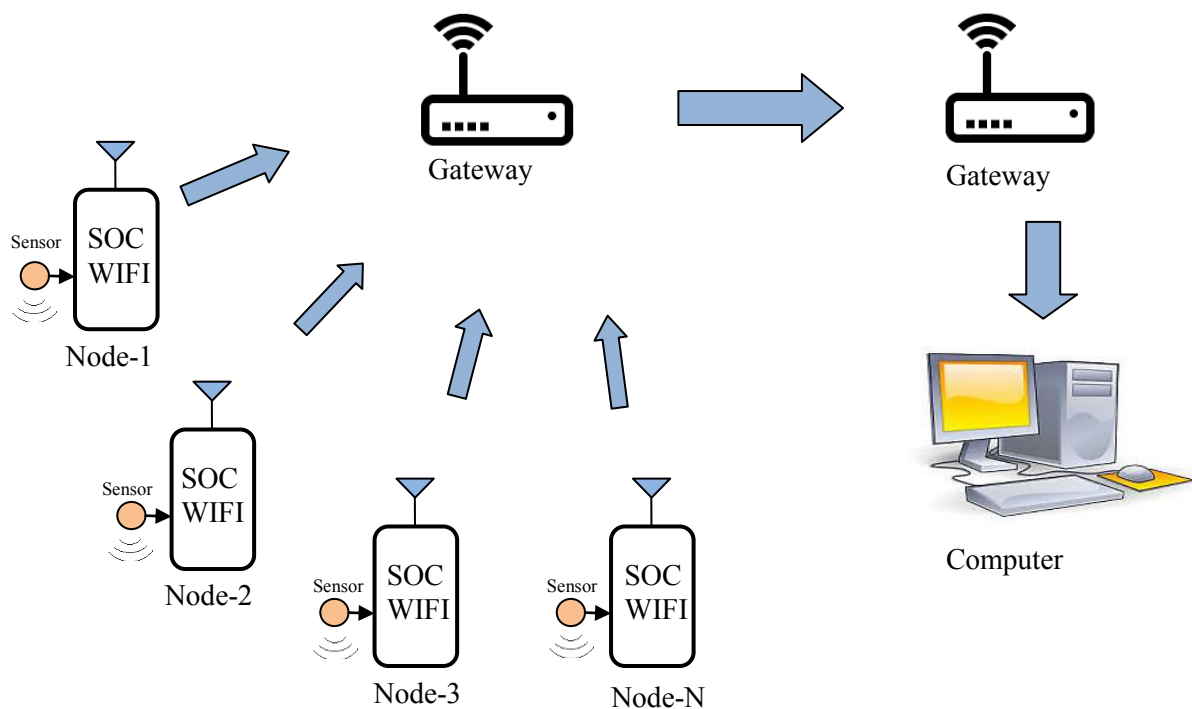 Gateway
Gateway
Sensor
SOC
WIFI
Node-1
Sensor
SOC
WIFI
Node-2
Sensor
SOC
WIFI
Node-3
Sensor
SOC
WIFI
Node-N
Computer